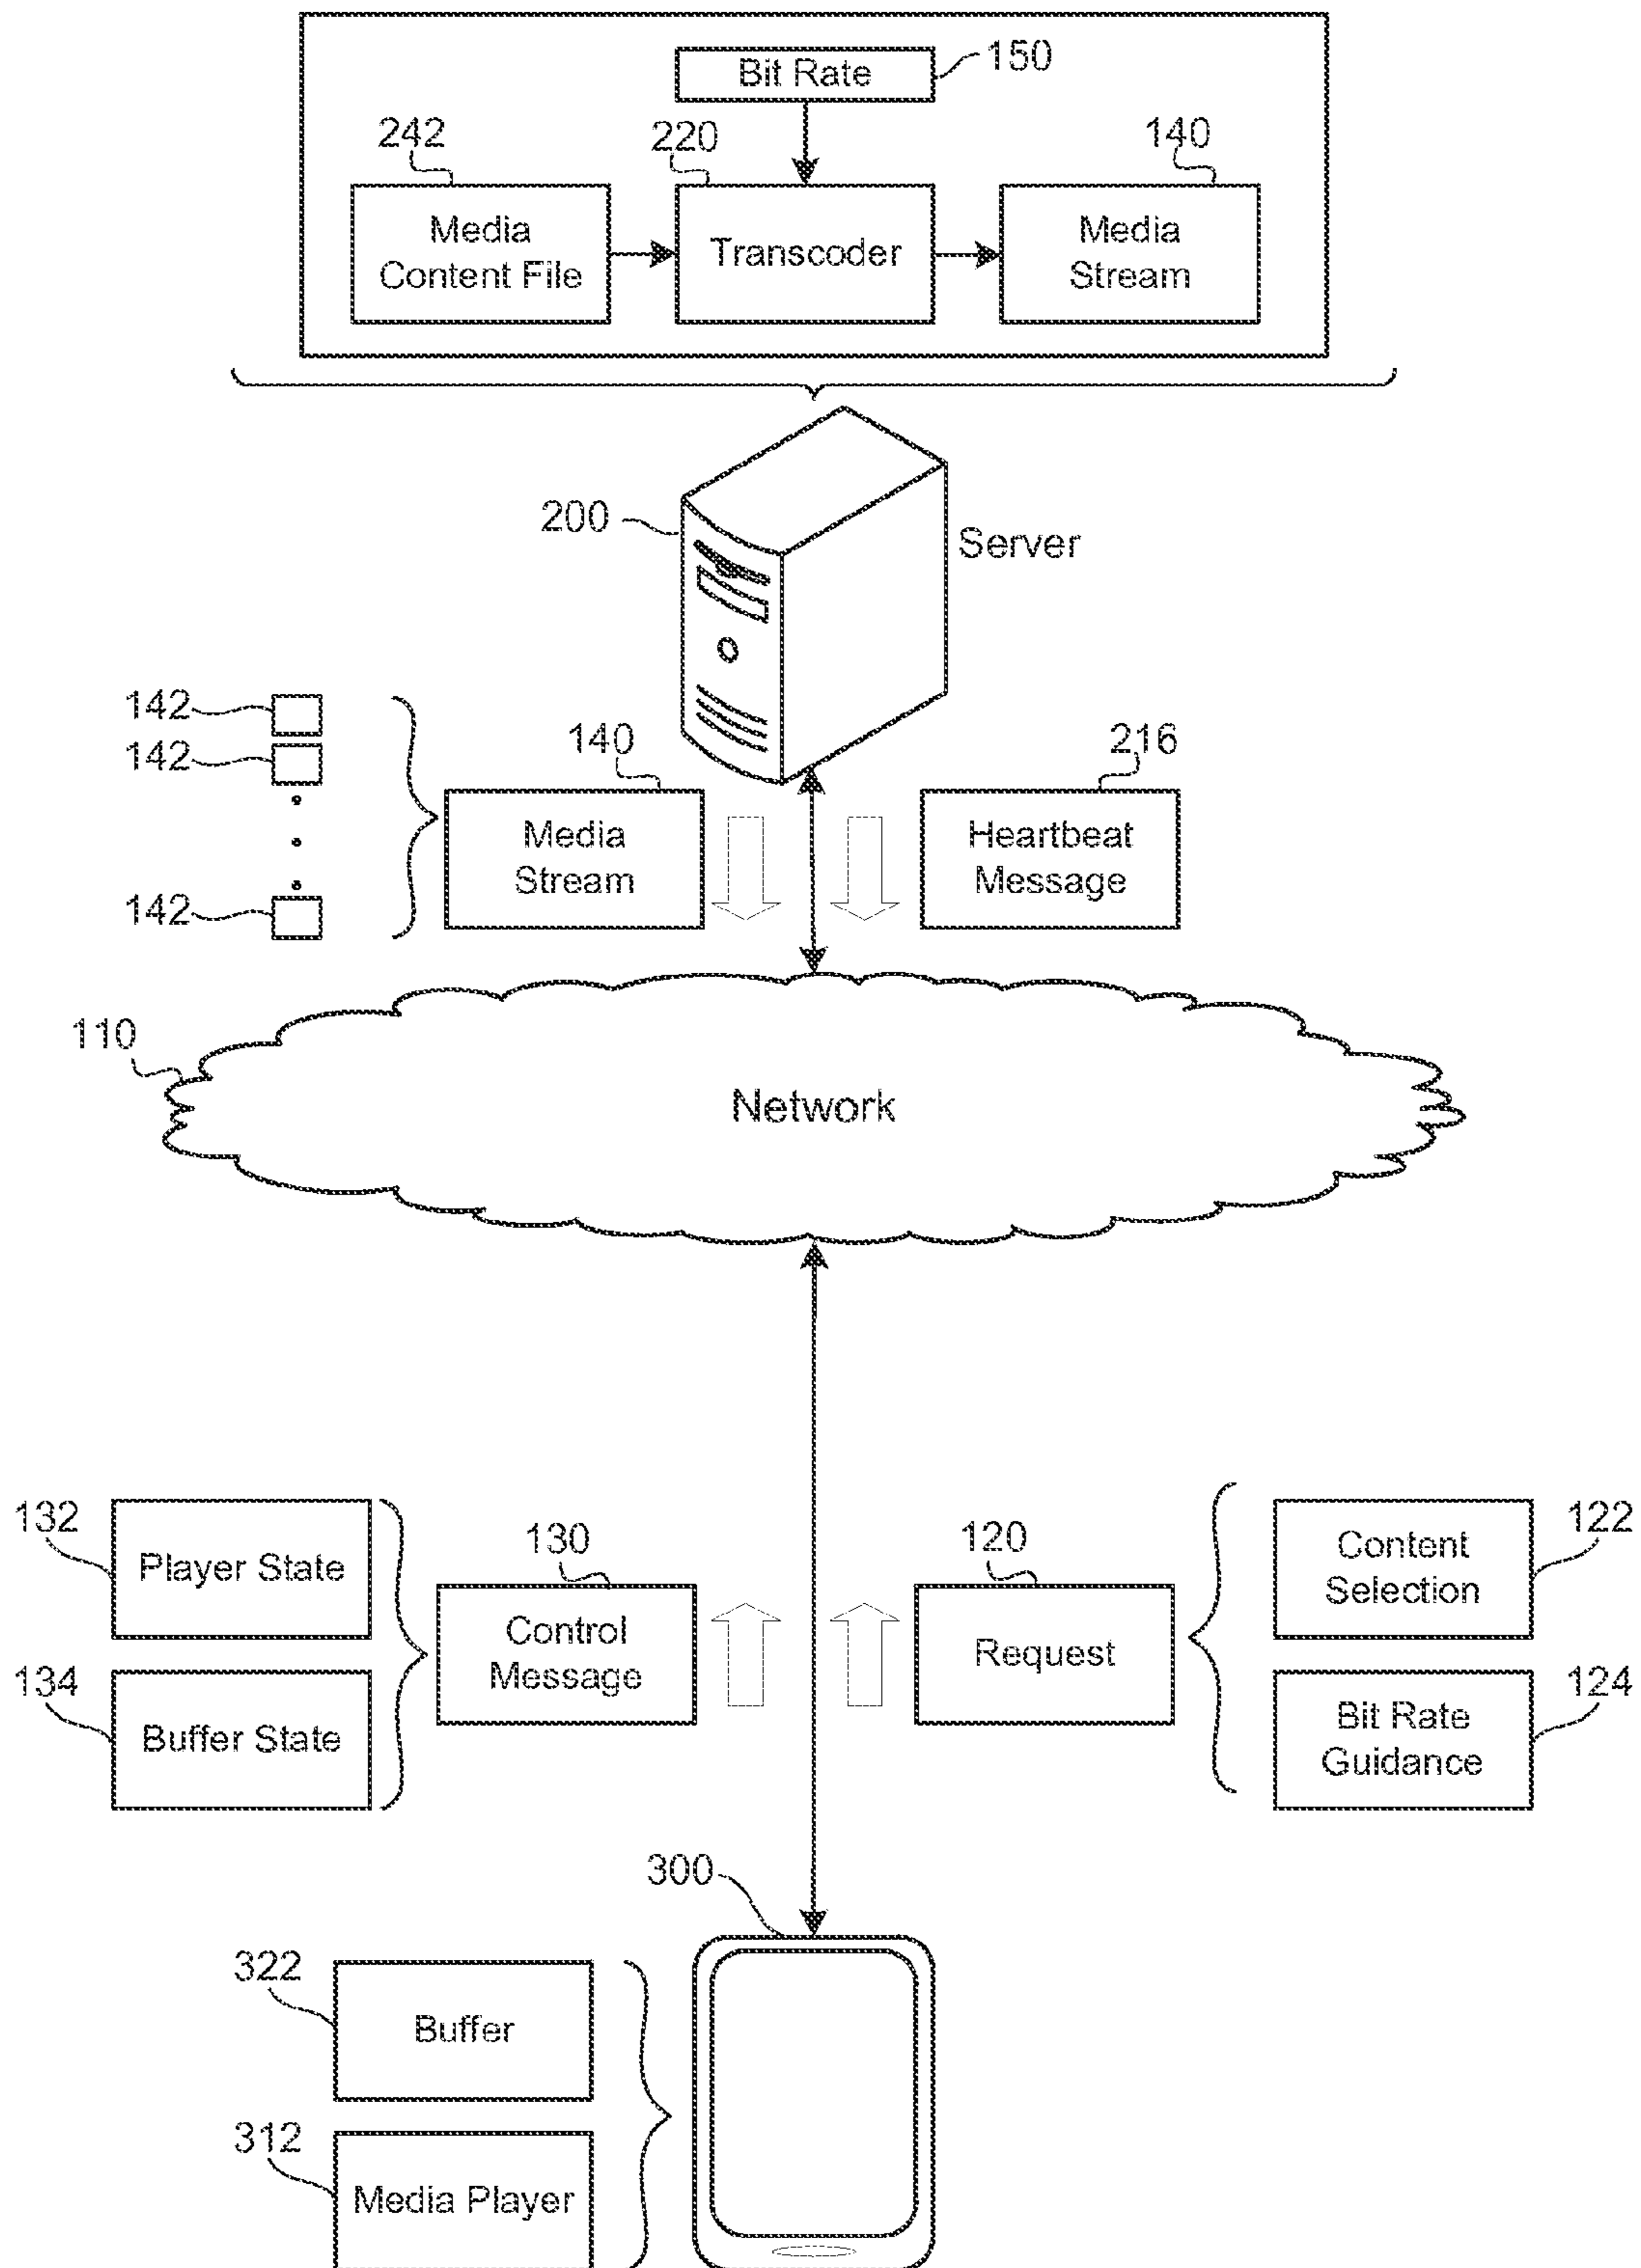 Bit Rate
150
242
220
140
Media
Content File
Transcoder
Media
Stream
200
Server
142
142
142
140
Media
Stream
216
Heartbeat
Message
110
Network
132
Player State
134
Buffer State
130
Control
Message
120
Request
122
Content
Selection
124
Bit Rate
Guidance
300
322
Buffer
312
Media Player